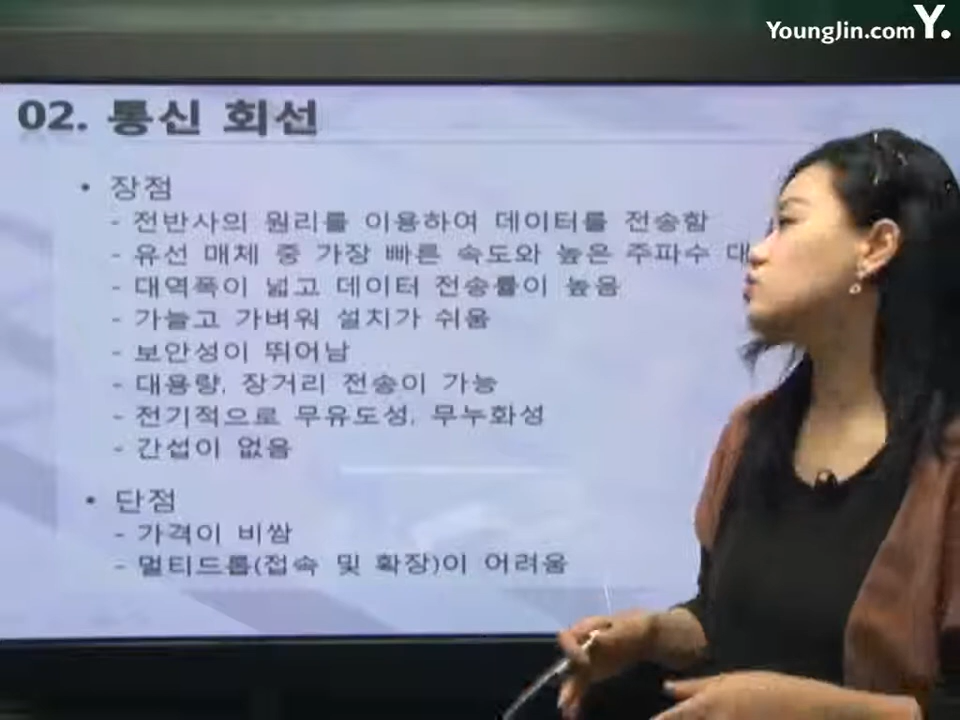 YoungJin.com Y.
02. 통신 회선
• 장점
- 전반사의 원리를 이용하여 데이터를 전송함
- 유선 매체 중 가장 빠른 속도와 높은 주파수 대
- 대역폭이 넓고 데이터 전송률이 높음
- 가늘고 가벼워 설치가 쉬움
- 보안성이 뛰어남
- 대용량, 장거리 전송이 가능
- 전기적으로 무유도성, 무누화성
- 간섭이 없음
• 단점
- 가격이 비쌈
- 멀티드롭(접속 및 확장)이 어려움